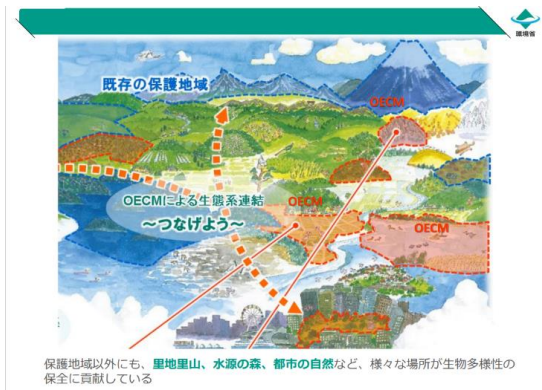 環境省
既存の保護地域
OECM
OECMによる生態系連結
～つなげよう～
OECM
OECM
保護地域以外にも、里地里山、水源の森、都市の自然など、様々な場所が生物多様性の
保全に貢献している